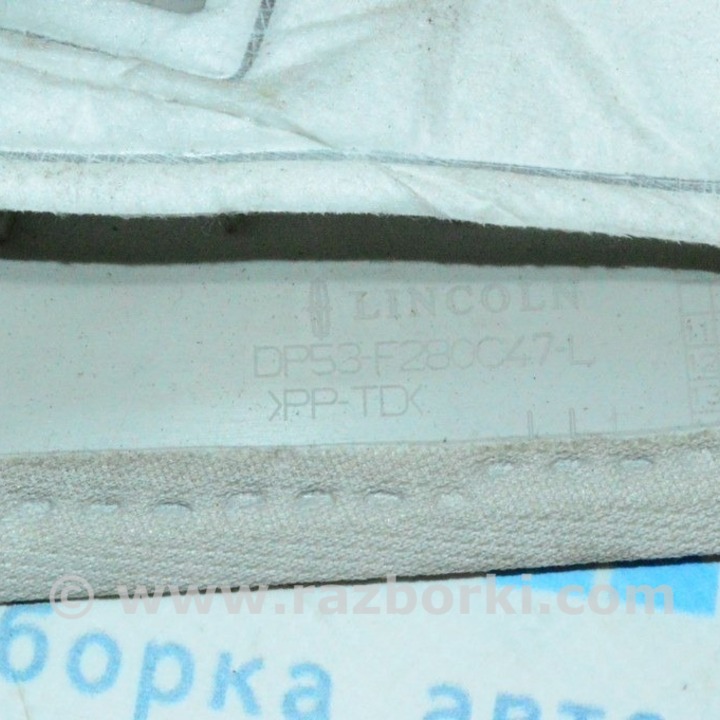 LINCOLN
DP53-F280C47-L
>PP-TD<
© www.razborki.com
борка авто